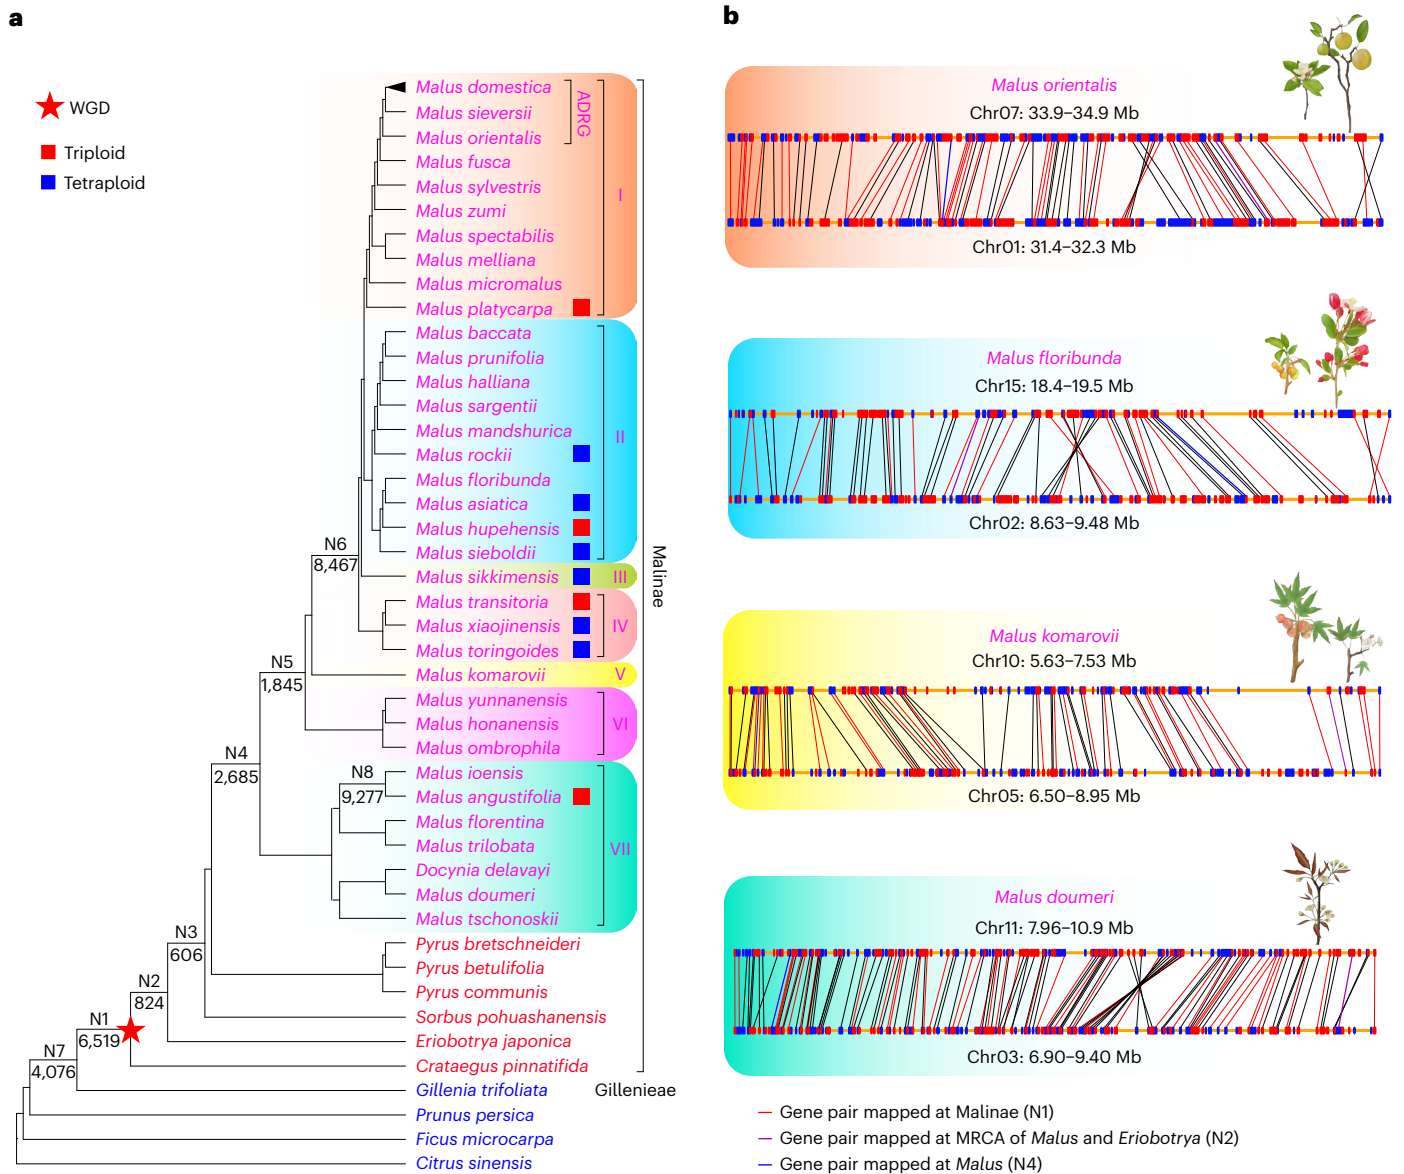 a
WGD
Triploid
Tetraploid
Malus domestica
Malus sieversii
Malus orientalis
ADRG
Malus fusca
Malus sylvestris
I
Malus zumi
Malus spectabilis
Malus melliana
Malus micromalus
Malus platycarpa
Malus baccata
Malus prunifolia
Malus halliana
Malus sargentii
Malus mandshurica
II
Malus rockii
Malus floribunda
Malus asiatica
Malus hupehensis
Malus sieboldii
N6
8,467
Malus sikkimensis
III
Malinae
Malus transitoria
Malus xiaojinensis
IV
Malus toringoides
N5
1,845
Malus komarovii
V
Malus yunnanensis
Malus honanensis
VI
Malus ombrophila
N4
2,685
N8
9,277
Malus ioensis
Malus angustifolia
Malus florentina
Malus trilobata
VII
Docynia delavayi
Malus doumeri
Malus tschonoskii
N3
606
Pyrus bretschneideri
Pyrus betulifolia
Pyrus communis
N2
824
Sorbus pohuashanensis
N1
6,519
Eriobotrya japonica
Crataegus pinnatifida
N7
4,076
Gillenia trifoliata
Gillenieae
Prunus persica
Ficus microcarpa
Citrus sinensis
b
Malus orientalis
Chr07: 33.9–34.9 Mb
Chr01: 31.4–32.3 Mb
Malus floribunda
Chr15: 18.4–19.5 Mb
Chr02: 8.63–9.48 Mb
Malus komarovii
Chr10: 5.63–7.53 Mb
Chr05: 6.50–8.95 Mb
Malus doumeri
Chr11: 7.96–10.9 Mb
Chr03: 6.90–9.40 Mb
Gene pair mapped at Malinae (N1)
Gene pair mapped at MRCA of Malus and Eriobotrya (N2)
Gene pair mapped at Malus (N4)